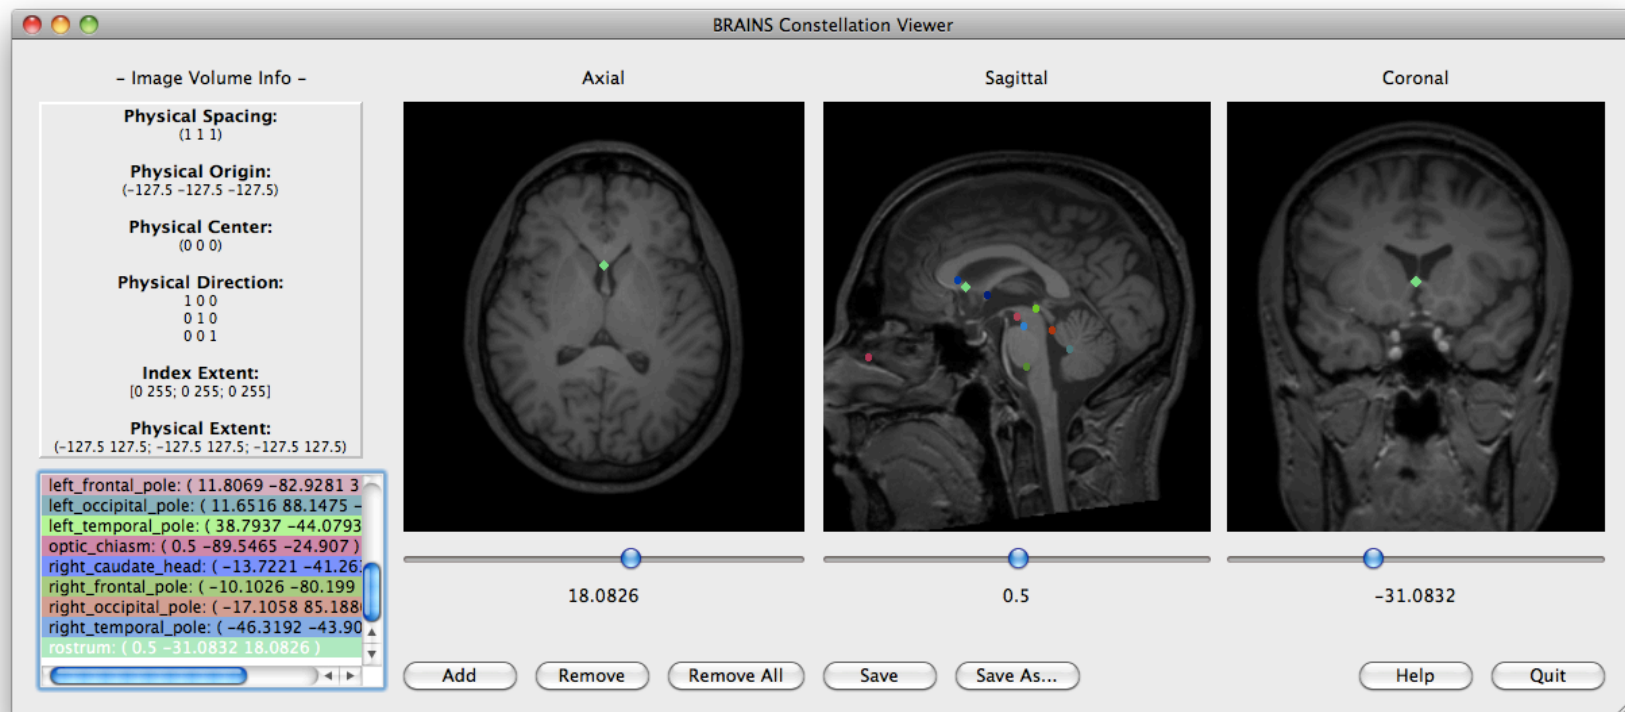 BRAINS Constellation Viewer
– Image Volume Info –
Axial
Sagittal
Coronal
Physical Spacing:
(1 1 1)
Physical Origin:
(-127.5 -127.5 -127.5)
Physical Center:
(0 0 0)
Physical Direction:
1 0 0
0 1 0
0 0 1
Index Extent:
[0 255; 0 255; 0 255]
Physical Extent:
(-127.5 127.5; -127.5 127.5; -127.5 127.5)
left_frontal_pole: ( 11.8069 -82.9281 3
left_occipital_pole: ( 11.6516 88.1475 -
left_temporal_pole: ( 38.7937 -44.0793
optic_chiasm: ( 0.5 -89.5465 -24.907 )
right_caudate_head: ( -13.7221 -41.26
right_frontal_pole: ( -10.1026 -80.199
right_occipital_pole: ( -17.1058 85.188
right_temporal_pole: ( -46.3192 -43.90
rostrum: ( 0.5 -31.0832 18.0826 )
18.0826
0.5
-31.0832
Add
Remove
Remove All
Save
Save As...
Help
Quit